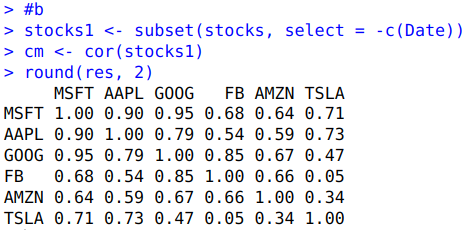 > #b
> stocks1 <- subset(stocks, select = -c(Date))
> cm <- cor(stocks1)
> round(res, 2)
     MSFT AAPL GOOG   FB AMZN TSLA
MSFT 1.00 0.90 0.95 0.68 0.64 0.71
AAPL 0.90 1.00 0.79 0.54 0.59 0.73
GOOG 0.95 0.79 1.00 0.85 0.67 0.47
FB   0.68 0.54 0.85 1.00 0.66 0.05
AMZN 0.64 0.59 0.67 0.66 1.00 0.34
TSLA 0.71 0.73 0.47 0.05 0.34 1.00